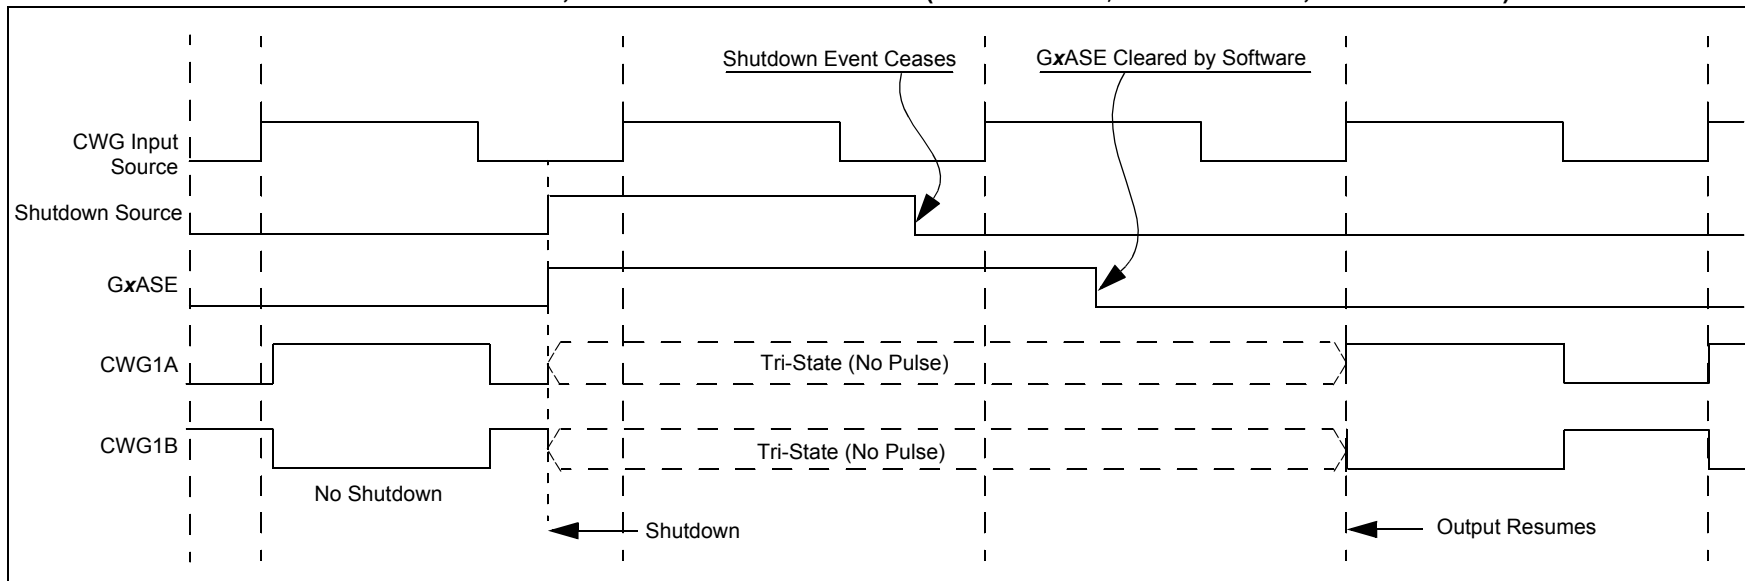 Shutdown Event Ceases
GxASE Cleared by Software
CWG Input
Source
Shutdown Source
GxASE
CWG1A
Tri-State (No Pulse)
CWG1B
Tri-State (No Pulse)
No Shutdown
Shutdown
Output Resumes